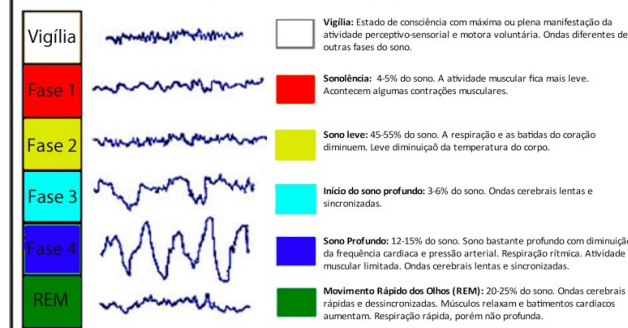 Vigília
Vigília: Estado de consciência com máxima ou plena manifestação da
atividade perceptivo-sensorial e motora voluntária. Ondas diferentes de
outras fases do sono.
Fase 1
Sonolência: 4-5% do sono. A atividade muscular fica mais leve.
Acontecem algumas contrações musculares.
Fase 2
Sono leve: 45-55% do sono. A respiração e as batidas do coração
diminuem. Leve diminuiçaõ da temperatura do corpo.
Fase 3
Início do sono profundo: 3-6% do sono. Ondas cerebrais lentas e
sincronizadas.
Fase 4
Sono Profundo: 12-15% do sono. Sono bastante profundo com diminuição
da frequência cardiaca e pressão arterial. Respiração rítmica. Atividade
muscular limitada. Ondas cerebrais lentas e sincronizadas.
REM
Movimento Rápido dos Olhos (REM): 20-25% do sono. Ondas cerebrais
rápidas e dessincronizadas. Músculos relaxam e batimentos cardíacos
aumentam. Respiração rápida, porém não profunda.